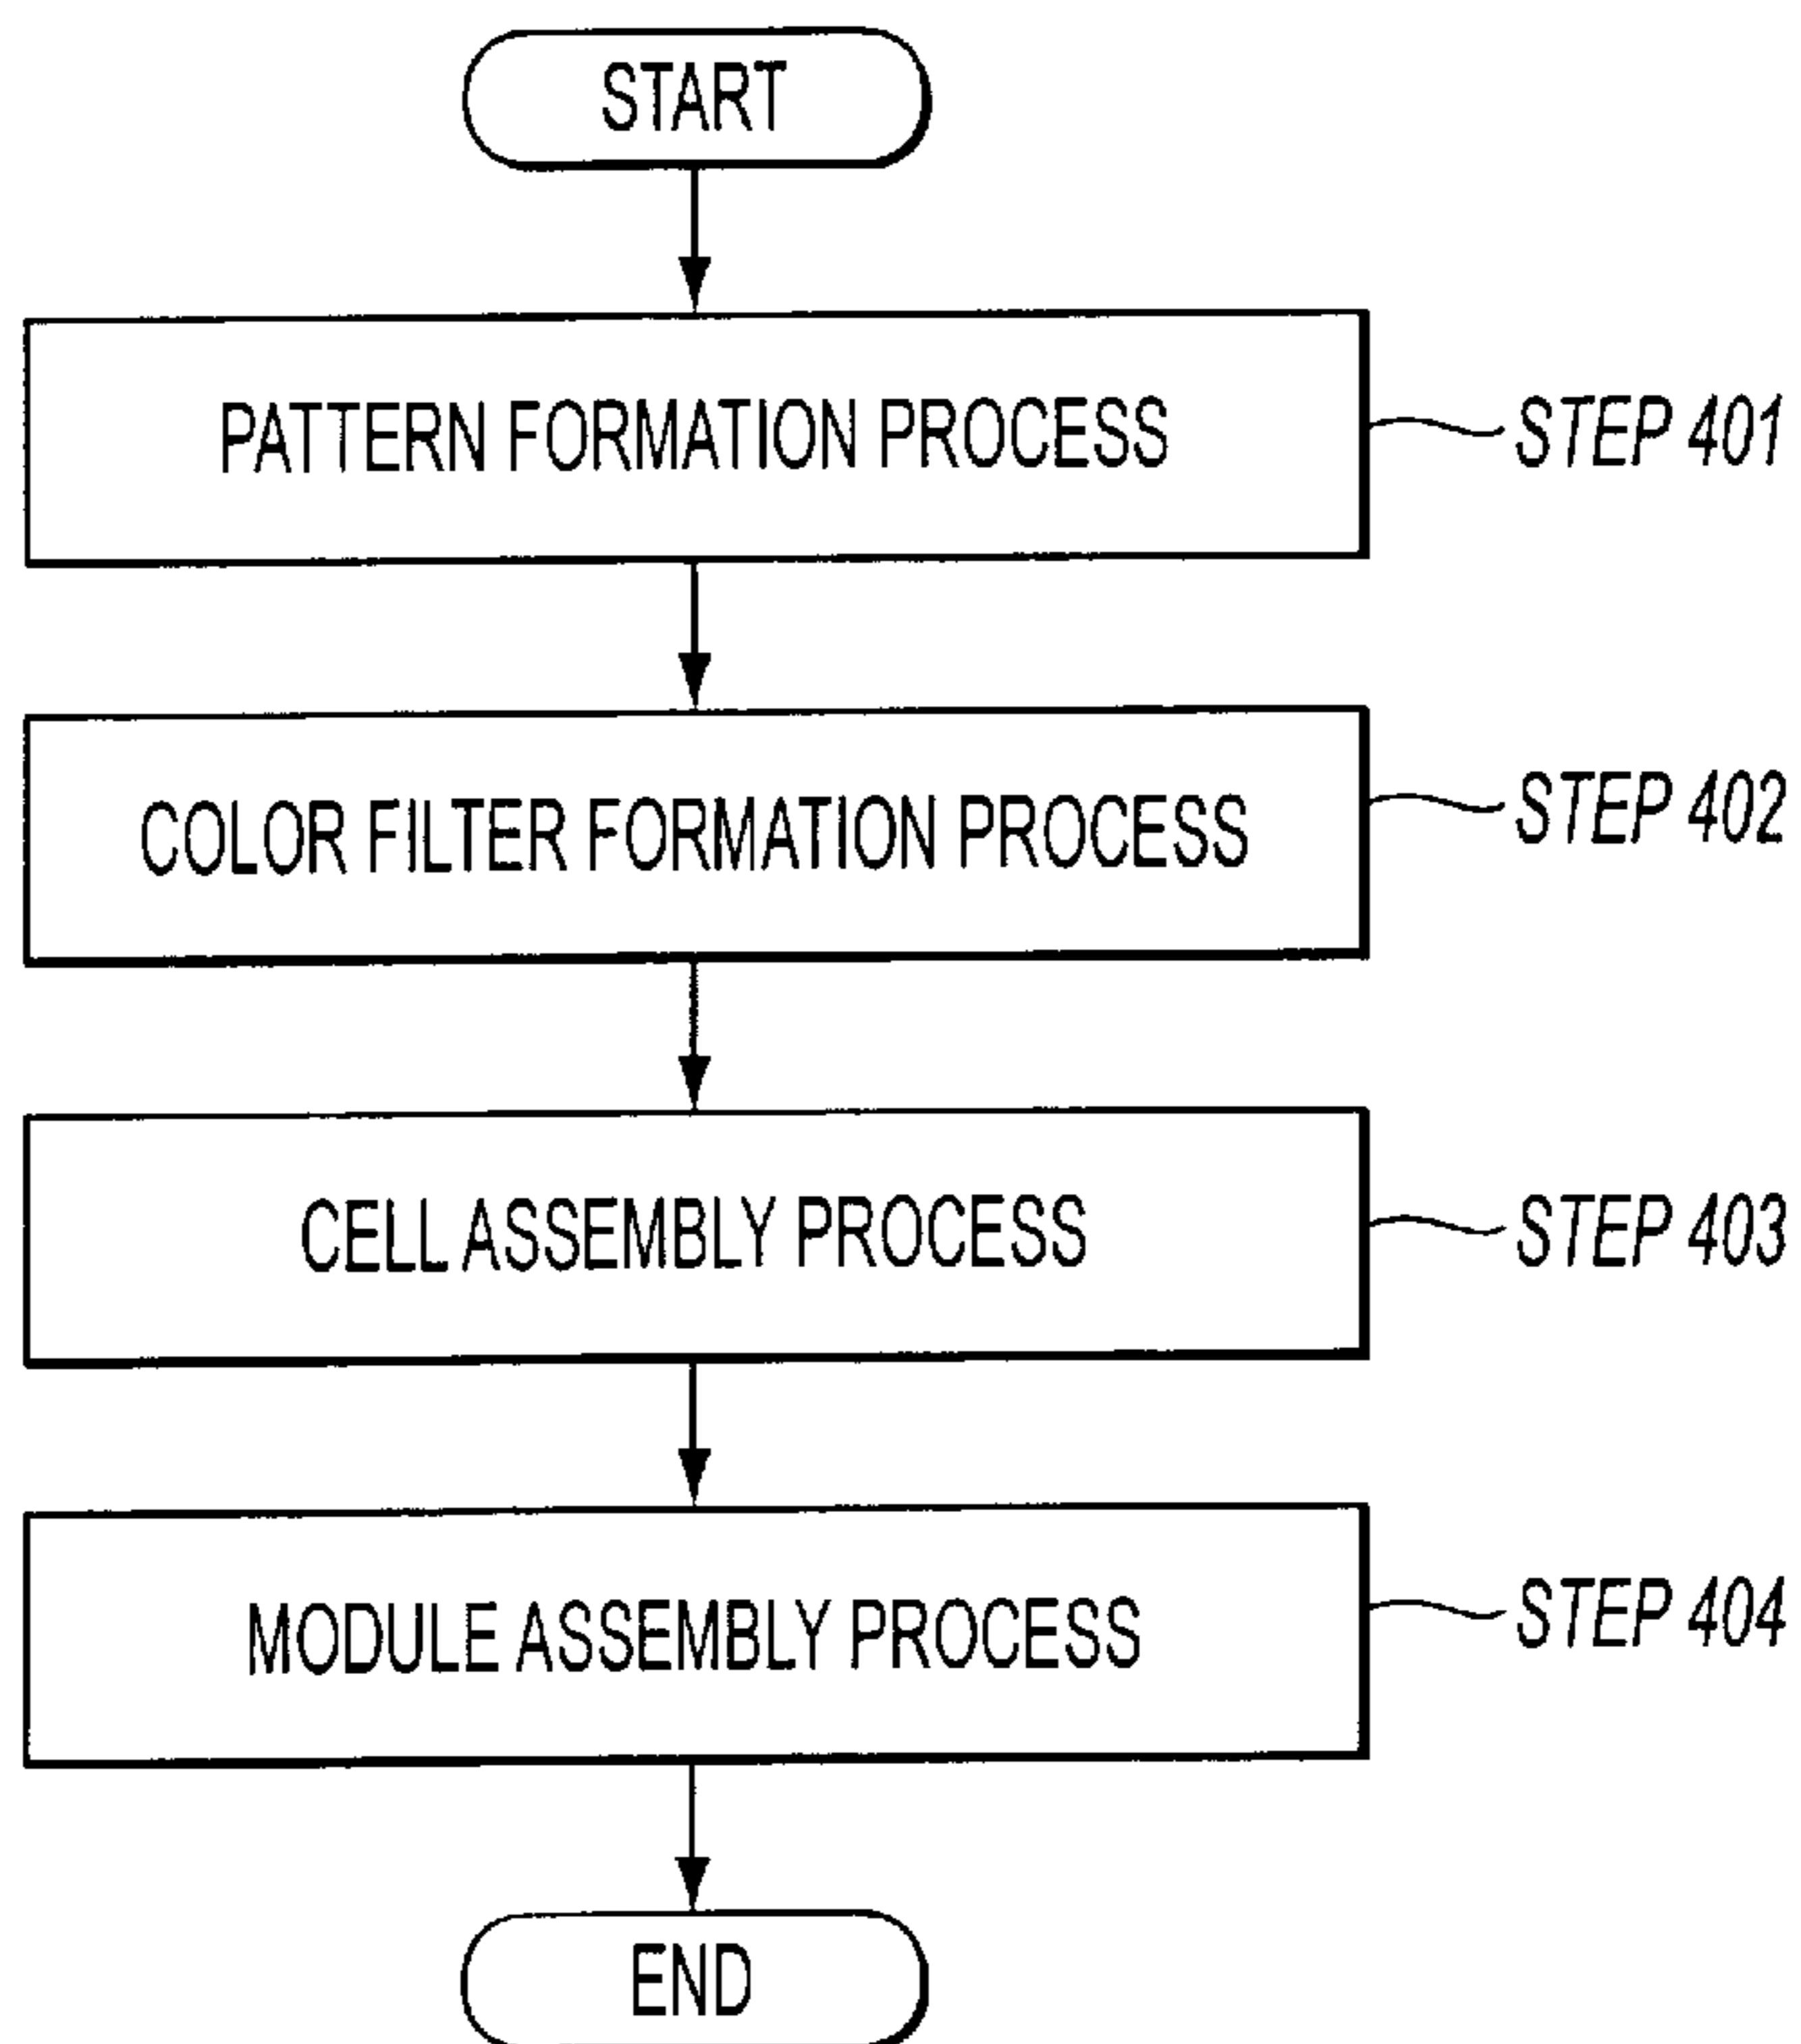 START
PATTERN FORMATION PROCESS
STEP 401
COLOR FILTER FORMATION PROCESS
STEP 402
CELL ASSEMBLY PROCESS
STEP 403
MODULE ASSEMBLY PROCESS
STEP 404
END